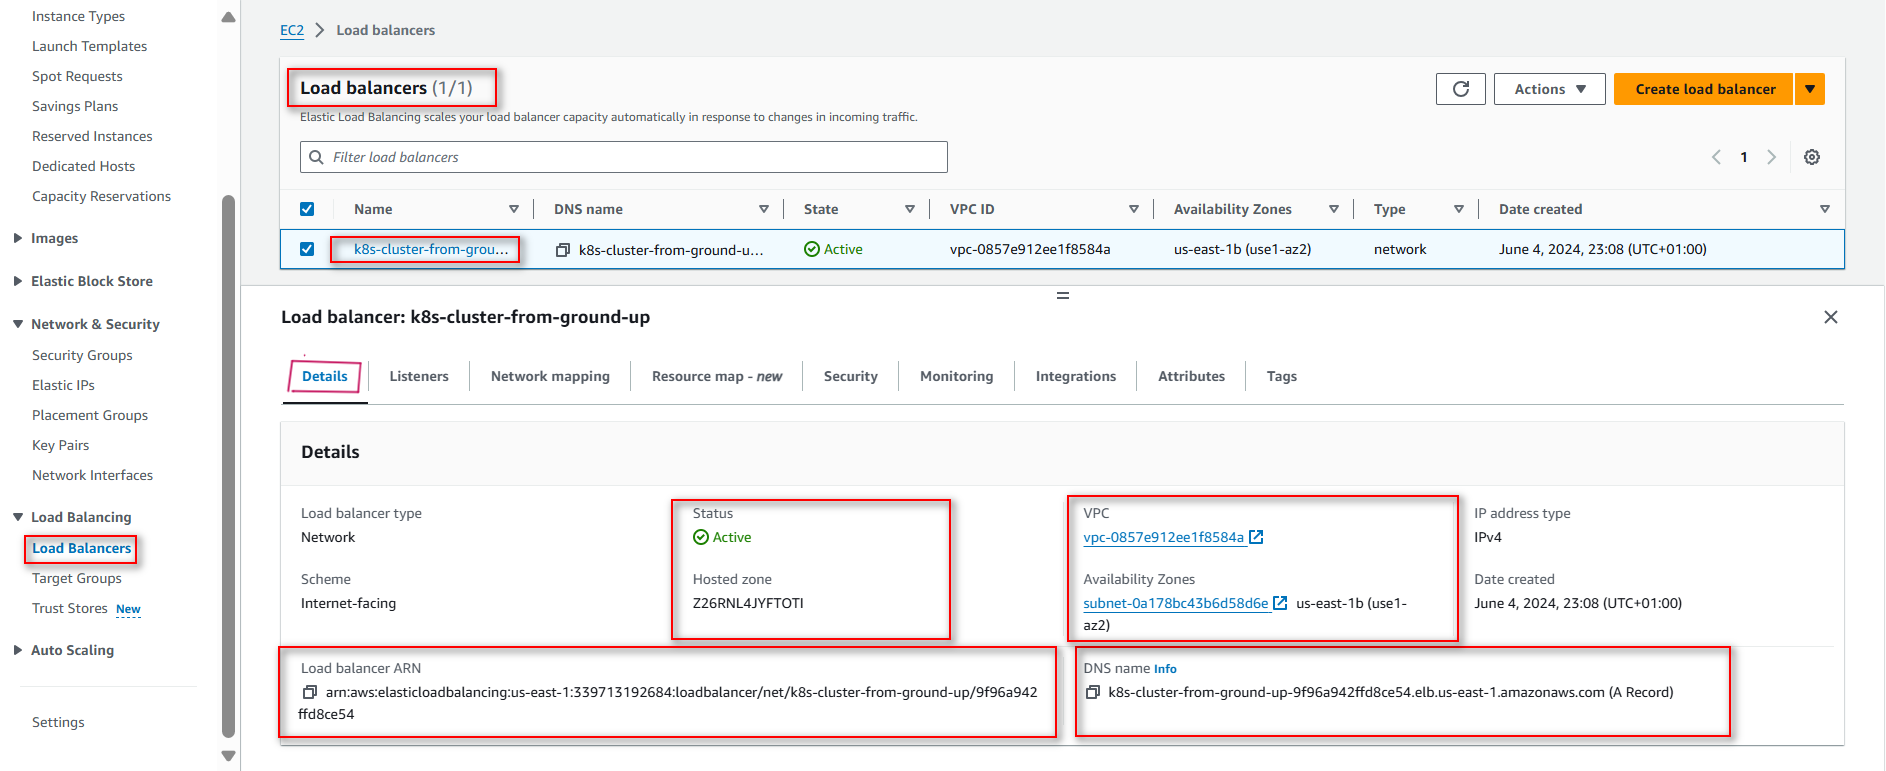 Instance Types
Launch Templates
Spot Requests
Savings Plans
Reserved Instances
Dedicated Hosts
Capacity Reservations
Images
Elastic Block Store
Network & Security
Security Groups
Elastic IPs
Placement Groups
Key Pairs
Network Interfaces
Load Balancing
Load Balancers
Target Groups
Trust Stores New
Auto Scaling
Settings
EC2 Load balancers
Load balancers (1/1)
Actions
Create load balancer
Elastic Load Balancing scales your load balancer capacity automatically in response to changes in incoming traffic.
Filter load balancers
1
Name DNS name State VPC ID Availability Zones Type Date created
k8s-cluster-from-grou... k8s-cluster-from-ground-u... Active vpc-0857e912ee1f8584a us-east-1b (use1-az2) network June 4, 2024, 23:08 (UTC+01:00)
Load balancer: k8s-cluster-from-ground-up
Details Listeners Network mapping Resource map - new Security Monitoring Integrations Attributes Tags
Details
Load balancer type
Network
Status
Active
VPC
vpc-0857e912ee1f8584a
IP address type
IPv4
Scheme
Internet-facing
Hosted zone
Z26RNL4JYFTOTI
Availability Zones
subnet-0a178bc43b6d58d6e us-east-1b (use1-
az2)
Date created
June 4, 2024, 23:08 (UTC+01:00)
Load balancer ARN
arn:aws:elasticloadbalancing:us-east-1:339713192684:loadbalancer/net/k8s-cluster-from-ground-up/9f96a942
ffd8ce54
DNS name Info
k8s-cluster-from-ground-up-9f96a942ffd8ce54.elb.us-east-1.amazonaws.com (A Record)